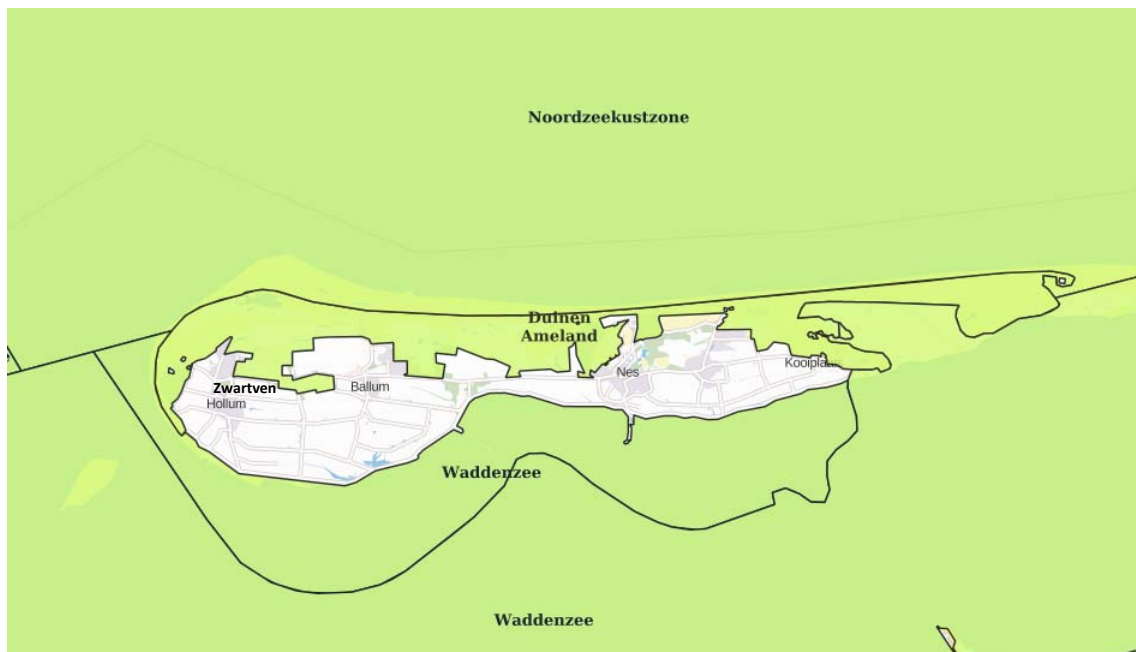 Noordzeekustzone
Duinen
Ameland
Kooiplaats
Nes
Zwartven
Ballum
Hollum
Waddenzee
Waddenzee